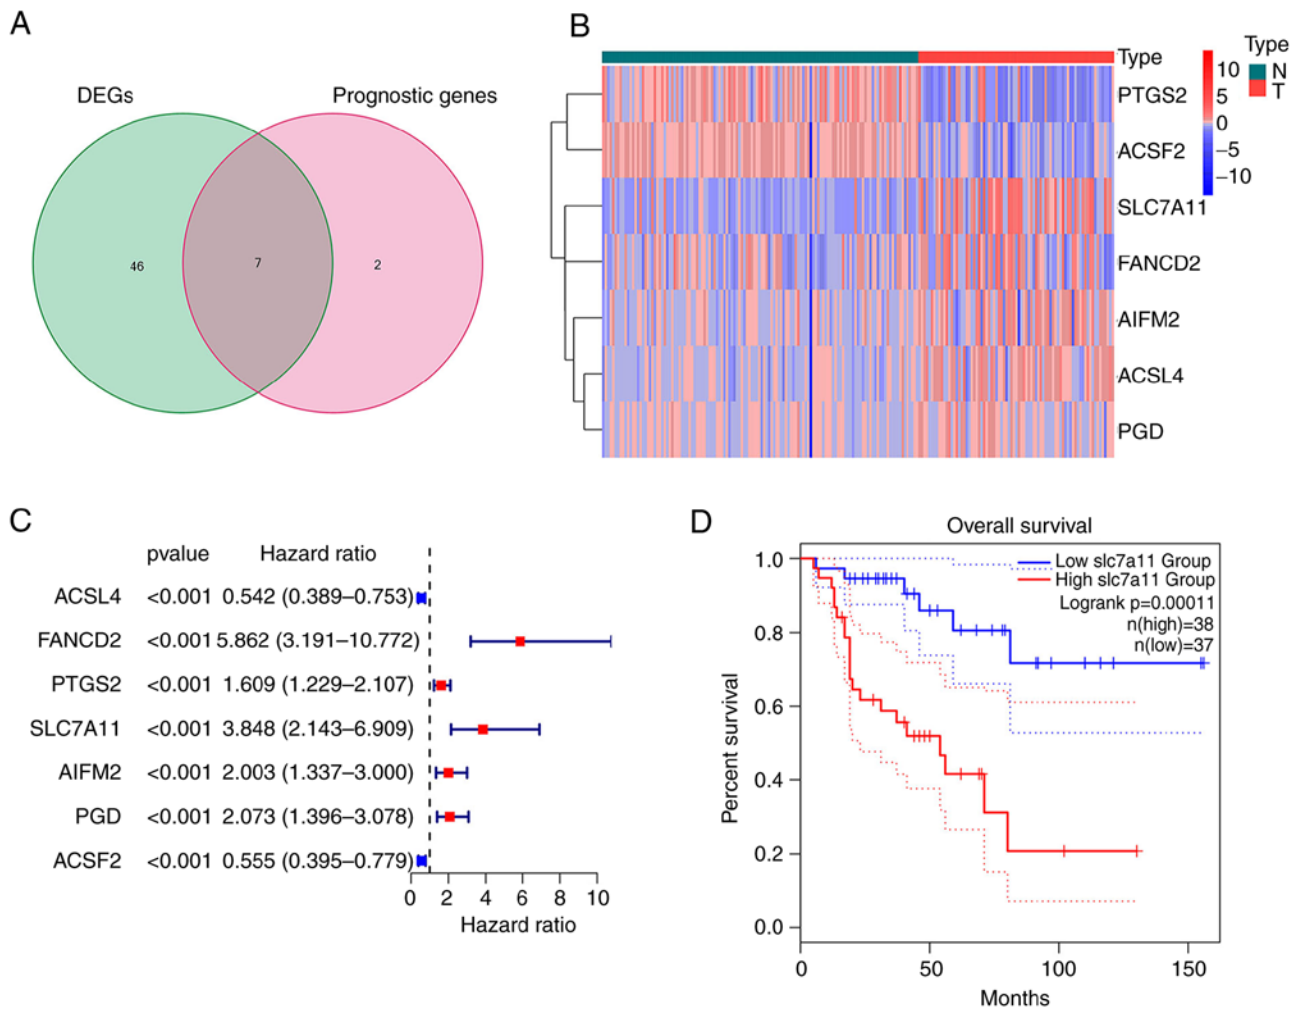 A
DEGs
Prognostic genes
46
7
2
B
Type
PTGS2
ACSF2
SLC7A11
FANCD2
AIFM2
ACSL4
PGD
10
5
0
−5
−10
Type
N
T
C
pvalue Hazard ratio
ACSL4 <0.001 0.542 (0.389–0.753)
FANCD2 <0.001 5.862 (3.191–10.772)
PTGS2 <0.001 1.609 (1.229–2.107)
SLC7A11 <0.001 3.848 (2.143–6.909)
AIFM2 <0.001 2.003 (1.337–3.000)
PGD <0.001 2.073 (1.396–3.078)
ACSF2 <0.001 0.555 (0.395–0.779)
0 2 4 6 8 10
Hazard ratio
D
Overall survival
Low slc7a11 Group
High slc7a11 Group
Logrank p=0.00011
n(high)=38
n(low)=37
Percent survival
1.0
0.8
0.6
0.4
0.2
0.0
0 50 100 150
Months